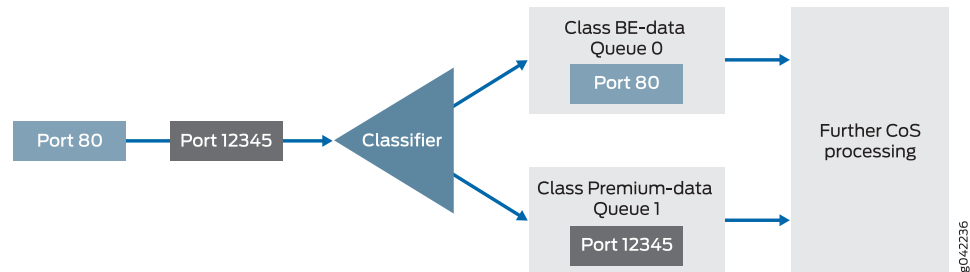 Port 80
Port 12345
Classifier
Class BE-data
Queue 0
Port 80
Class Premium-data
Queue 1
Port 12345
Further CoS
processing
g042236